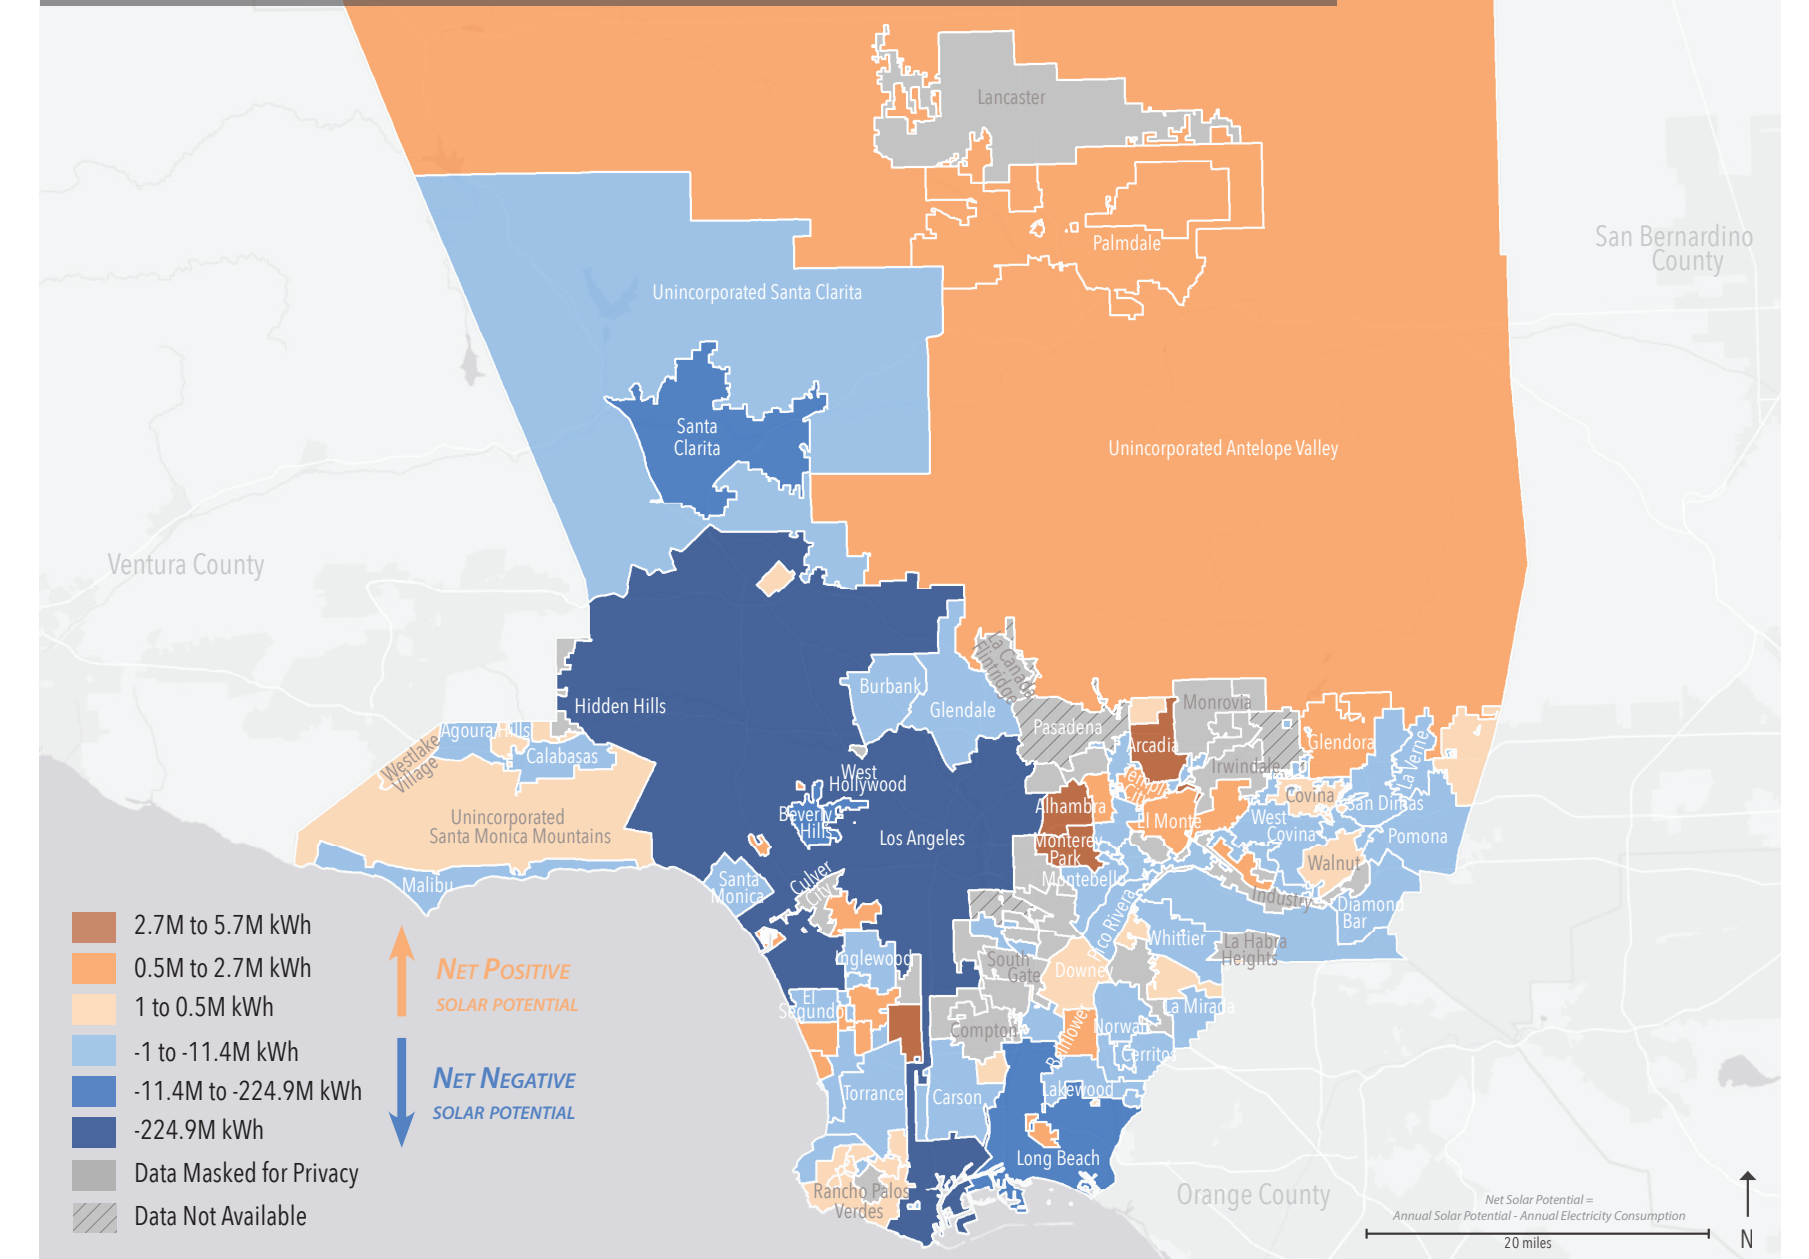 Lancaster
San Bernardino
County
Palmdale
Unincorporated Santa Clarita
Santa
Clarita
Unincorporated Antelope Valley
Ventura County
La Canada
Flintridge
Hidden Hills
Burbank
Glendale
Pasadena
Monrovia
Arcadia
Glendora
Agoura Hills
Westlake
Village
Calabasas
Irwindale
La Verne
Temple
City
West
Hollywood
Alhambra
Covina
San Dimas
Unincorporated
Santa Monica Mountains
Beverly
Hills
Los Angeles
El Monte
West
Covina
Pomona
Monterey
Park
Walnut
Malibu
Santa
Monica
Culver
City
Montebello
Industry
Diamond
Bar
Pico Rivera
Whittier
La Habra
Heights
Inglewood
South
Gate
Downey
El
Segundo
La Mirada
Compton
Bellflower
Norwalk
Cerritos
Torrance
Carson
Lakewood
Long Beach
Rancho Palos
Verdes
Orange County
2.7M to 5.7M kWh
0.5M to 2.7M kWh
1 to 0.5M kWh
-1 to -11.4M kWh
-11.4M to -224.9M kWh
-224.9M kWh
Data Masked for Privacy
Data Not Available
NET POSITIVE
SOLAR POTENTIAL
NET NEGATIVE
SOLAR POTENTIAL
Net Solar Potential =
Annual Solar Potential - Annual Electricity Consumption
20 miles
N